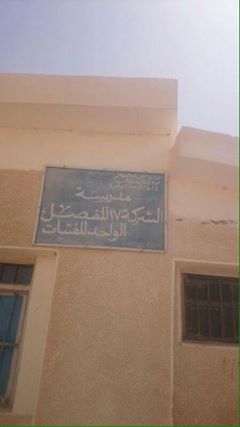 مدرسة
الشركة ١٧ للفصل
الواحد للفتيات